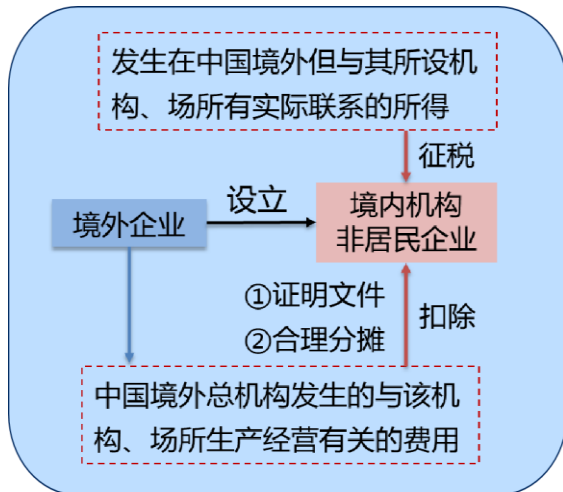 发生在中国境外但与其所设机
构、场所有实际联系的所得
征税
设立
境外企业
境内机构
非居民企业
①证明文件
②合理分摊
扣除
中国境外总机构发生的与该机
构、场所生产经营有关的费用